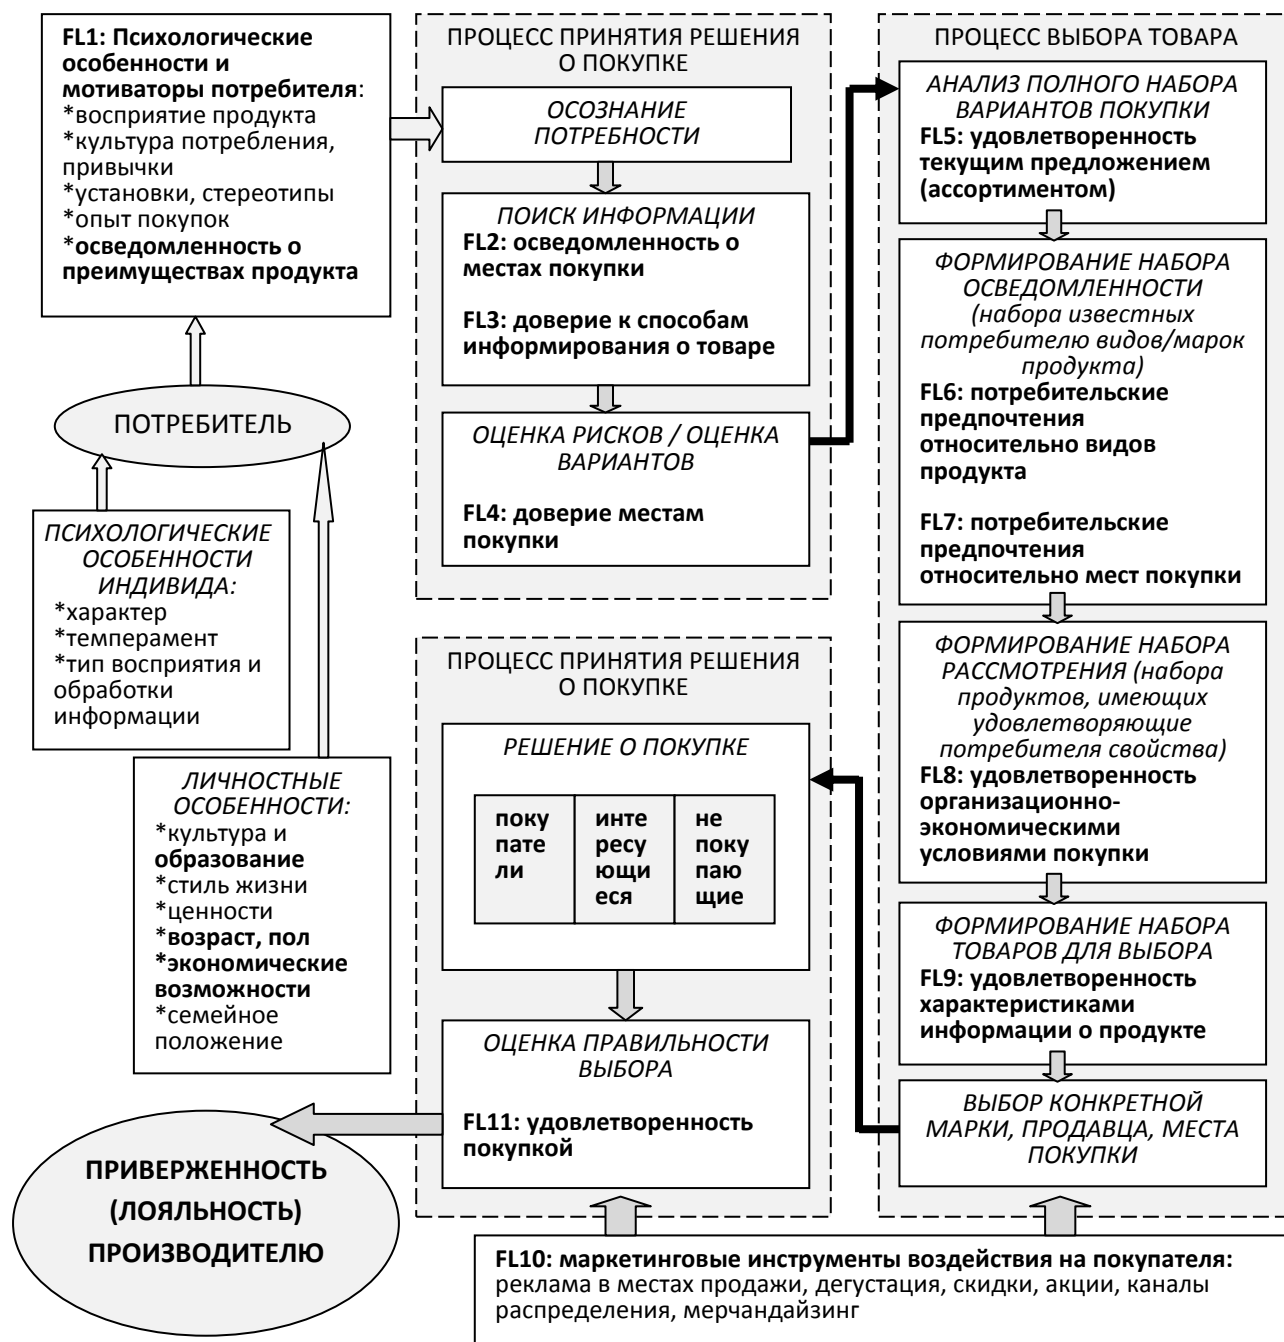 FL1: Психологические
особенности и
мотиваторы потребителя:
*восприятие продукта
*культура потребления,
привычки
*установки, стереотипы
*опыт покупок
*осведомленность о
преимуществах продукта
ПОТРЕБИТЕЛЬ
ПСИХОЛОГИЧЕСКИЕ
ОСОБЕННОСТИ
ИНДИВИДА:
*характер
*темперамент
*тип восприятия и
обработки
информации
ЛИЧНОСТНЫЕ
ОСОБЕННОСТИ:
*культура и
образование
*стиль жизни
*ценности
*возраст, пол
*экономические
возможности
*семейное
положение
ПРОЦЕСС ПРИНЯТИЯ РЕШЕНИЯ
О ПОКУПКЕ
ОСОЗНАНИЕ
ПОТРЕБНОСТИ
ПОИСК ИНФОРМАЦИИ
FL2: осведомленность о
местах покупки
FL3: доверие к способам
информирования о товаре
ОЦЕНКА РИСКОВ / ОЦЕНКА
ВАРИАНТОВ
FL4: доверие местам
покупки
ПРОЦЕСС ВЫБОРА ТОВАРА
АНАЛИЗ ПОЛНОГО НАБОРА
ВАРИАНТОВ ПОКУПКИ
FL5: удовлетворенность
текущим предложением
(ассортиментом)
ФОРМИРОВАНИЕ НАБОРА
ОСВЕДОМЛЕННОСТИ
(набора известных
потребителю видов/марок
продукта)
FL6: потребительские
предпочтения
относительно видов
продукта
FL7: потребительские
предпочтения
относительно мест покупки
ФОРМИРОВАНИЕ НАБОРА
РАССМОТРЕНИЯ (набора
продуктов, имеющих
удовлетворяющие
потребителя свойства)
FL8: удовлетворенность
организационно-
экономическими
условиями покупки
ФОРМИРОВАНИЕ НАБОРА
ТОВАРОВ ДЛЯ ВЫБОРА
FL9: удовлетворенность
характеристиками
информации о продукте
ВЫБОР КОНКРЕТНОЙ
МАРКИ, ПРОДАВЦА, МЕСТА
ПОКУПКИ
ПРОЦЕСС ПРИНЯТИЯ РЕШЕНИЯ
О ПОКУПКЕ
РЕШЕНИЕ О ПОКУПКЕ
поку
пате
ли
инте
ресу
ющи
еся
не
поку
паю
щие
ОЦЕНКА ПРАВИЛЬНОСТИ
ВЫБОРА
FL11: удовлетворенность
покупкой
ПРИВЕРЖЕННОСТЬ
(ЛОЯЛЬНОСТЬ)
ПРОИЗВОДИТЕЛЮ
FL10: маркетинговые инструменты воздействия на покупателя:
реклама в местах продажи, дегустация, скидки, акции, каналы
распределения, мерчандайзинг